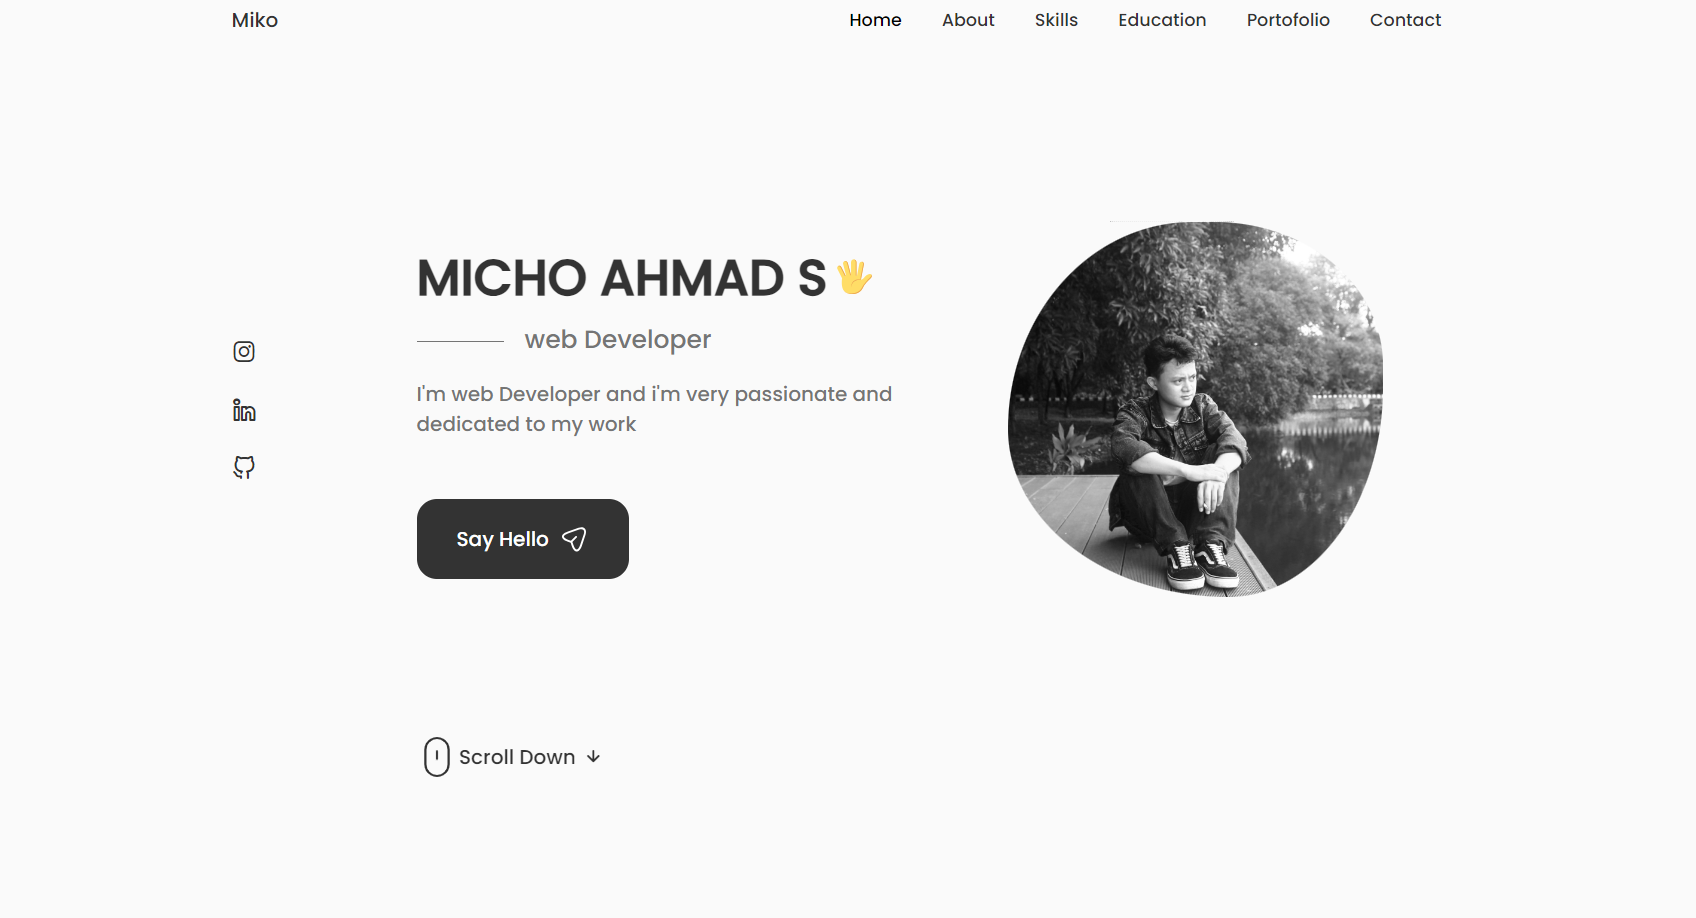 Miko
Home About Skills Education Portofolio Contact
MICHO AHMAD S🖐
web Developer
I'm web Developer and i'm very passionate and
dedicated to my work
Say Hello
Scroll Down